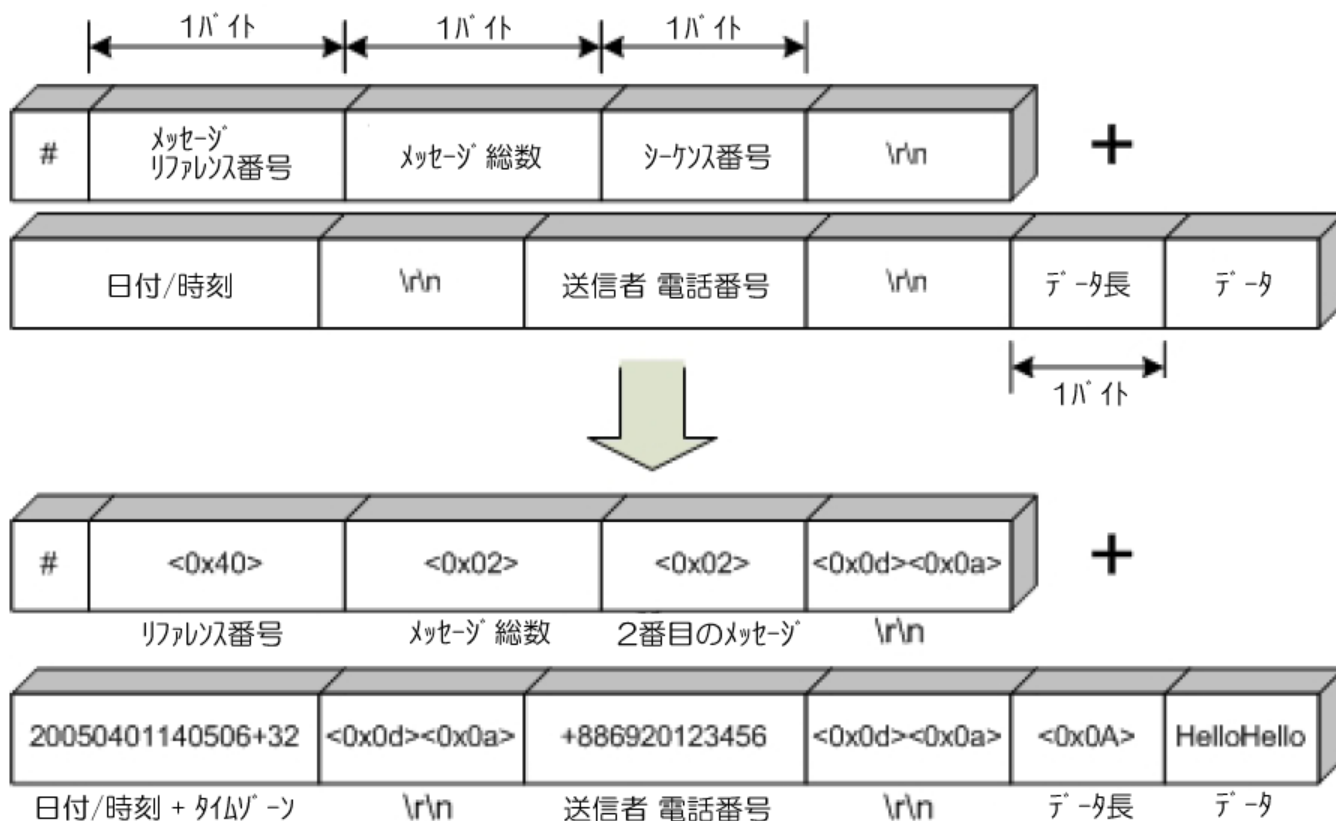 1バイト 1バイト 1バイト
# メッセージ リファレンス番号 メッセージ 総数 シーケンス番号 \r\n +
日付/時刻 \r\n 送信者 電話番号 \r\n データ長 データ
1バイト
# <0x40> <0x02> <0x02> <0x0d><0x0a> +
リファレンス番号 メッセージ 総数 2番目のメッセージ \r\n
20050401140506+32 <0x0d><0x0a> +886920123456 <0x0d><0x0a> <0x0A> HelloHello
日付/時刻 + タイムゾーン \r\n 送信者 電話番号 \r\n データ長 データ